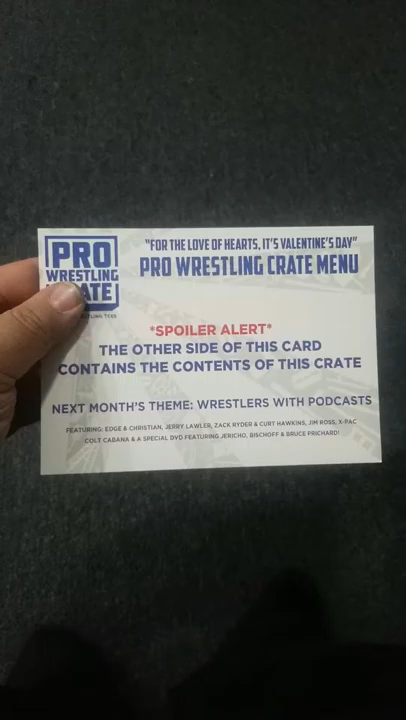 PRO
WRESTLING
"FOR THE LOVE OF HEARTS, IT'S VALENTINE'S DAY"
PRO WRESTLING CRATE MENU
*SPOILER ALERT*
THE OTHER SIDE OF THIS CARD
CONTAINS THE CONTENTS OF THIS CRATE
NEXT MONTH'S THEME: WRESTLERS WITH PODCASTS
FEATURING: EDGE & CHRISTIAN, JERRY LAWLER, ZACK RYDER & CURT HAWKINS, JIM ROSS, X-PAC
COLT CABANA & A SPECIAL DVD FEATURING JERICHO, BISCHOFF & BRUCE PRICHARD!